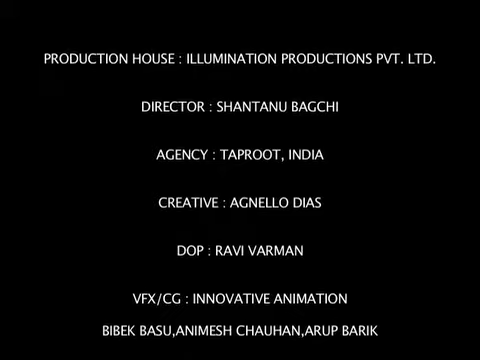 PRODUCTION HOUSE : ILLUMINATION PRODUCTIONS PVT. LTD.
DIRECTOR : SHANTANU BAGCHI
AGENCY : TAPROOT, INDIA
CREATIVE : AGNELLO DIAS
DOP : RAVI VARMAN
VFX/CG : INNOVATIVE ANIMATION
BIBEK BASU,ANIMESH CHAUHAN,ARUP BARIK